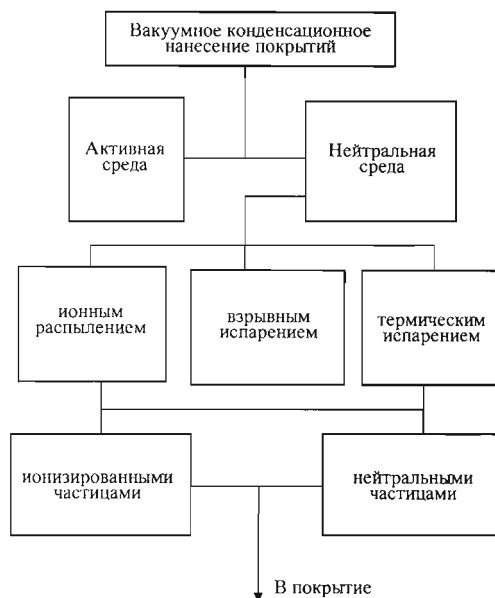 Вакуумное конденсационное
нанесение покрытий
Активная
среда
Нейтральная
среда
ионным
распылением
взрывным
испарением
термическим
испарением
ионизированными
частицами
нейтральными
частицами
В покрытие